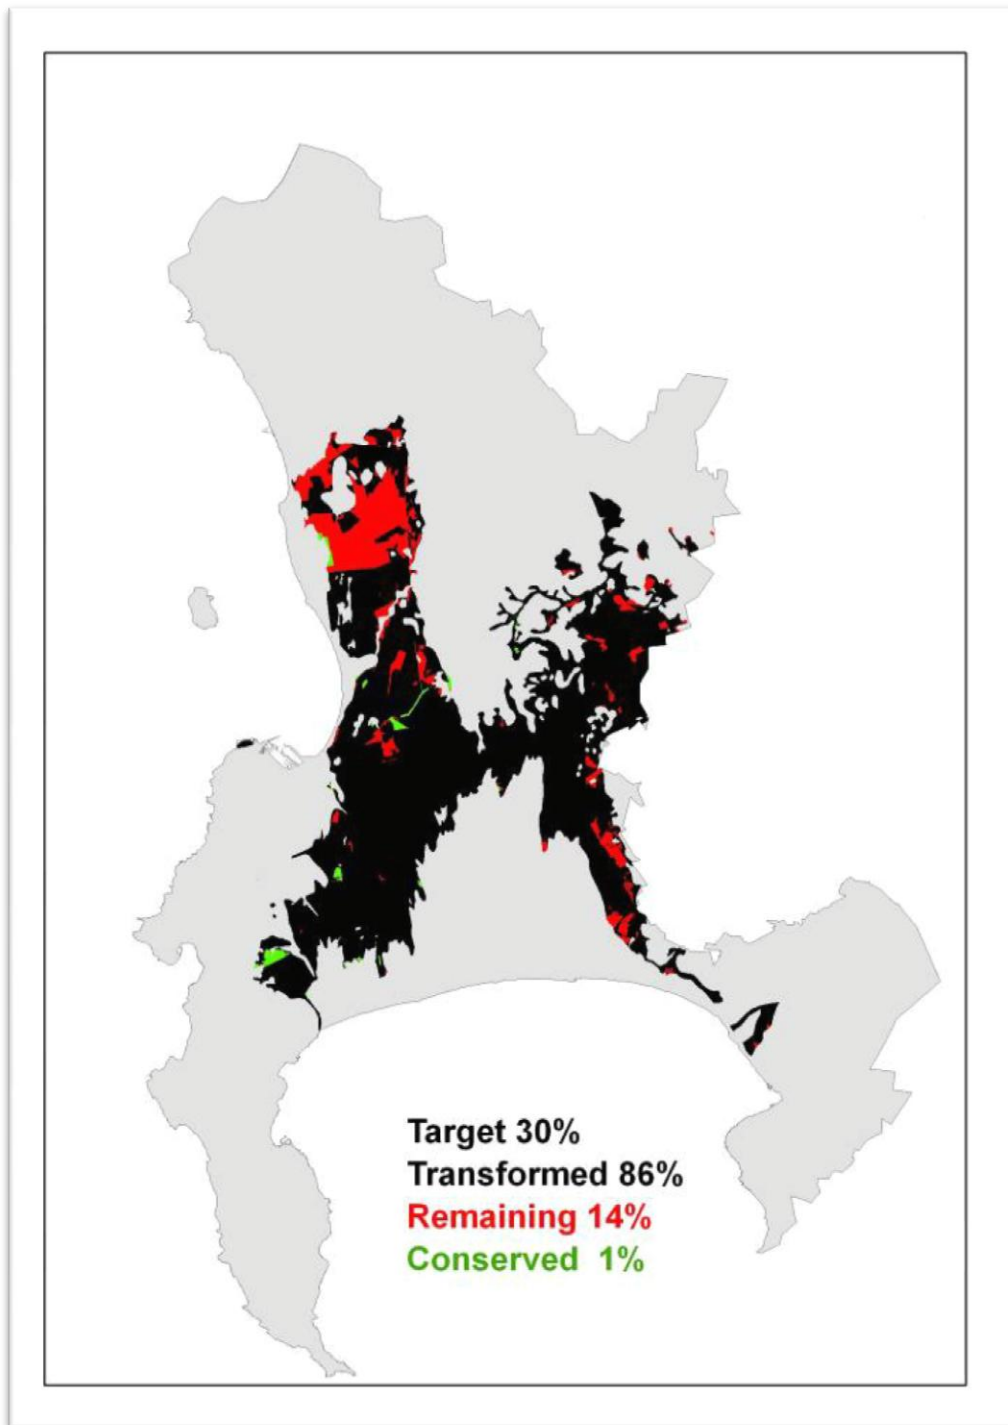 Target 30%
Transformed 86%
Remaining 14%
Conserved 1%